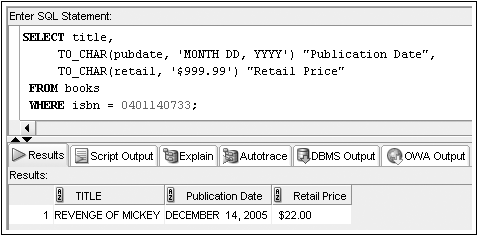 Enter SQL Statement:
SELECT title,
TO_CHAR(pubdate, 'MONTH DD, YYYY') "Publication Date",
TO_CHAR(retail, '$999.99') "Retail Price"
FROM books
WHERE isbn = 0401140733;
Results Script Output Explain Autotrace DBMS Output OWA Output
Results:
TITLE Publication Date Retail Price
1 REVENGE OF MICKEY DECEMBER 14, 2005 $22.00